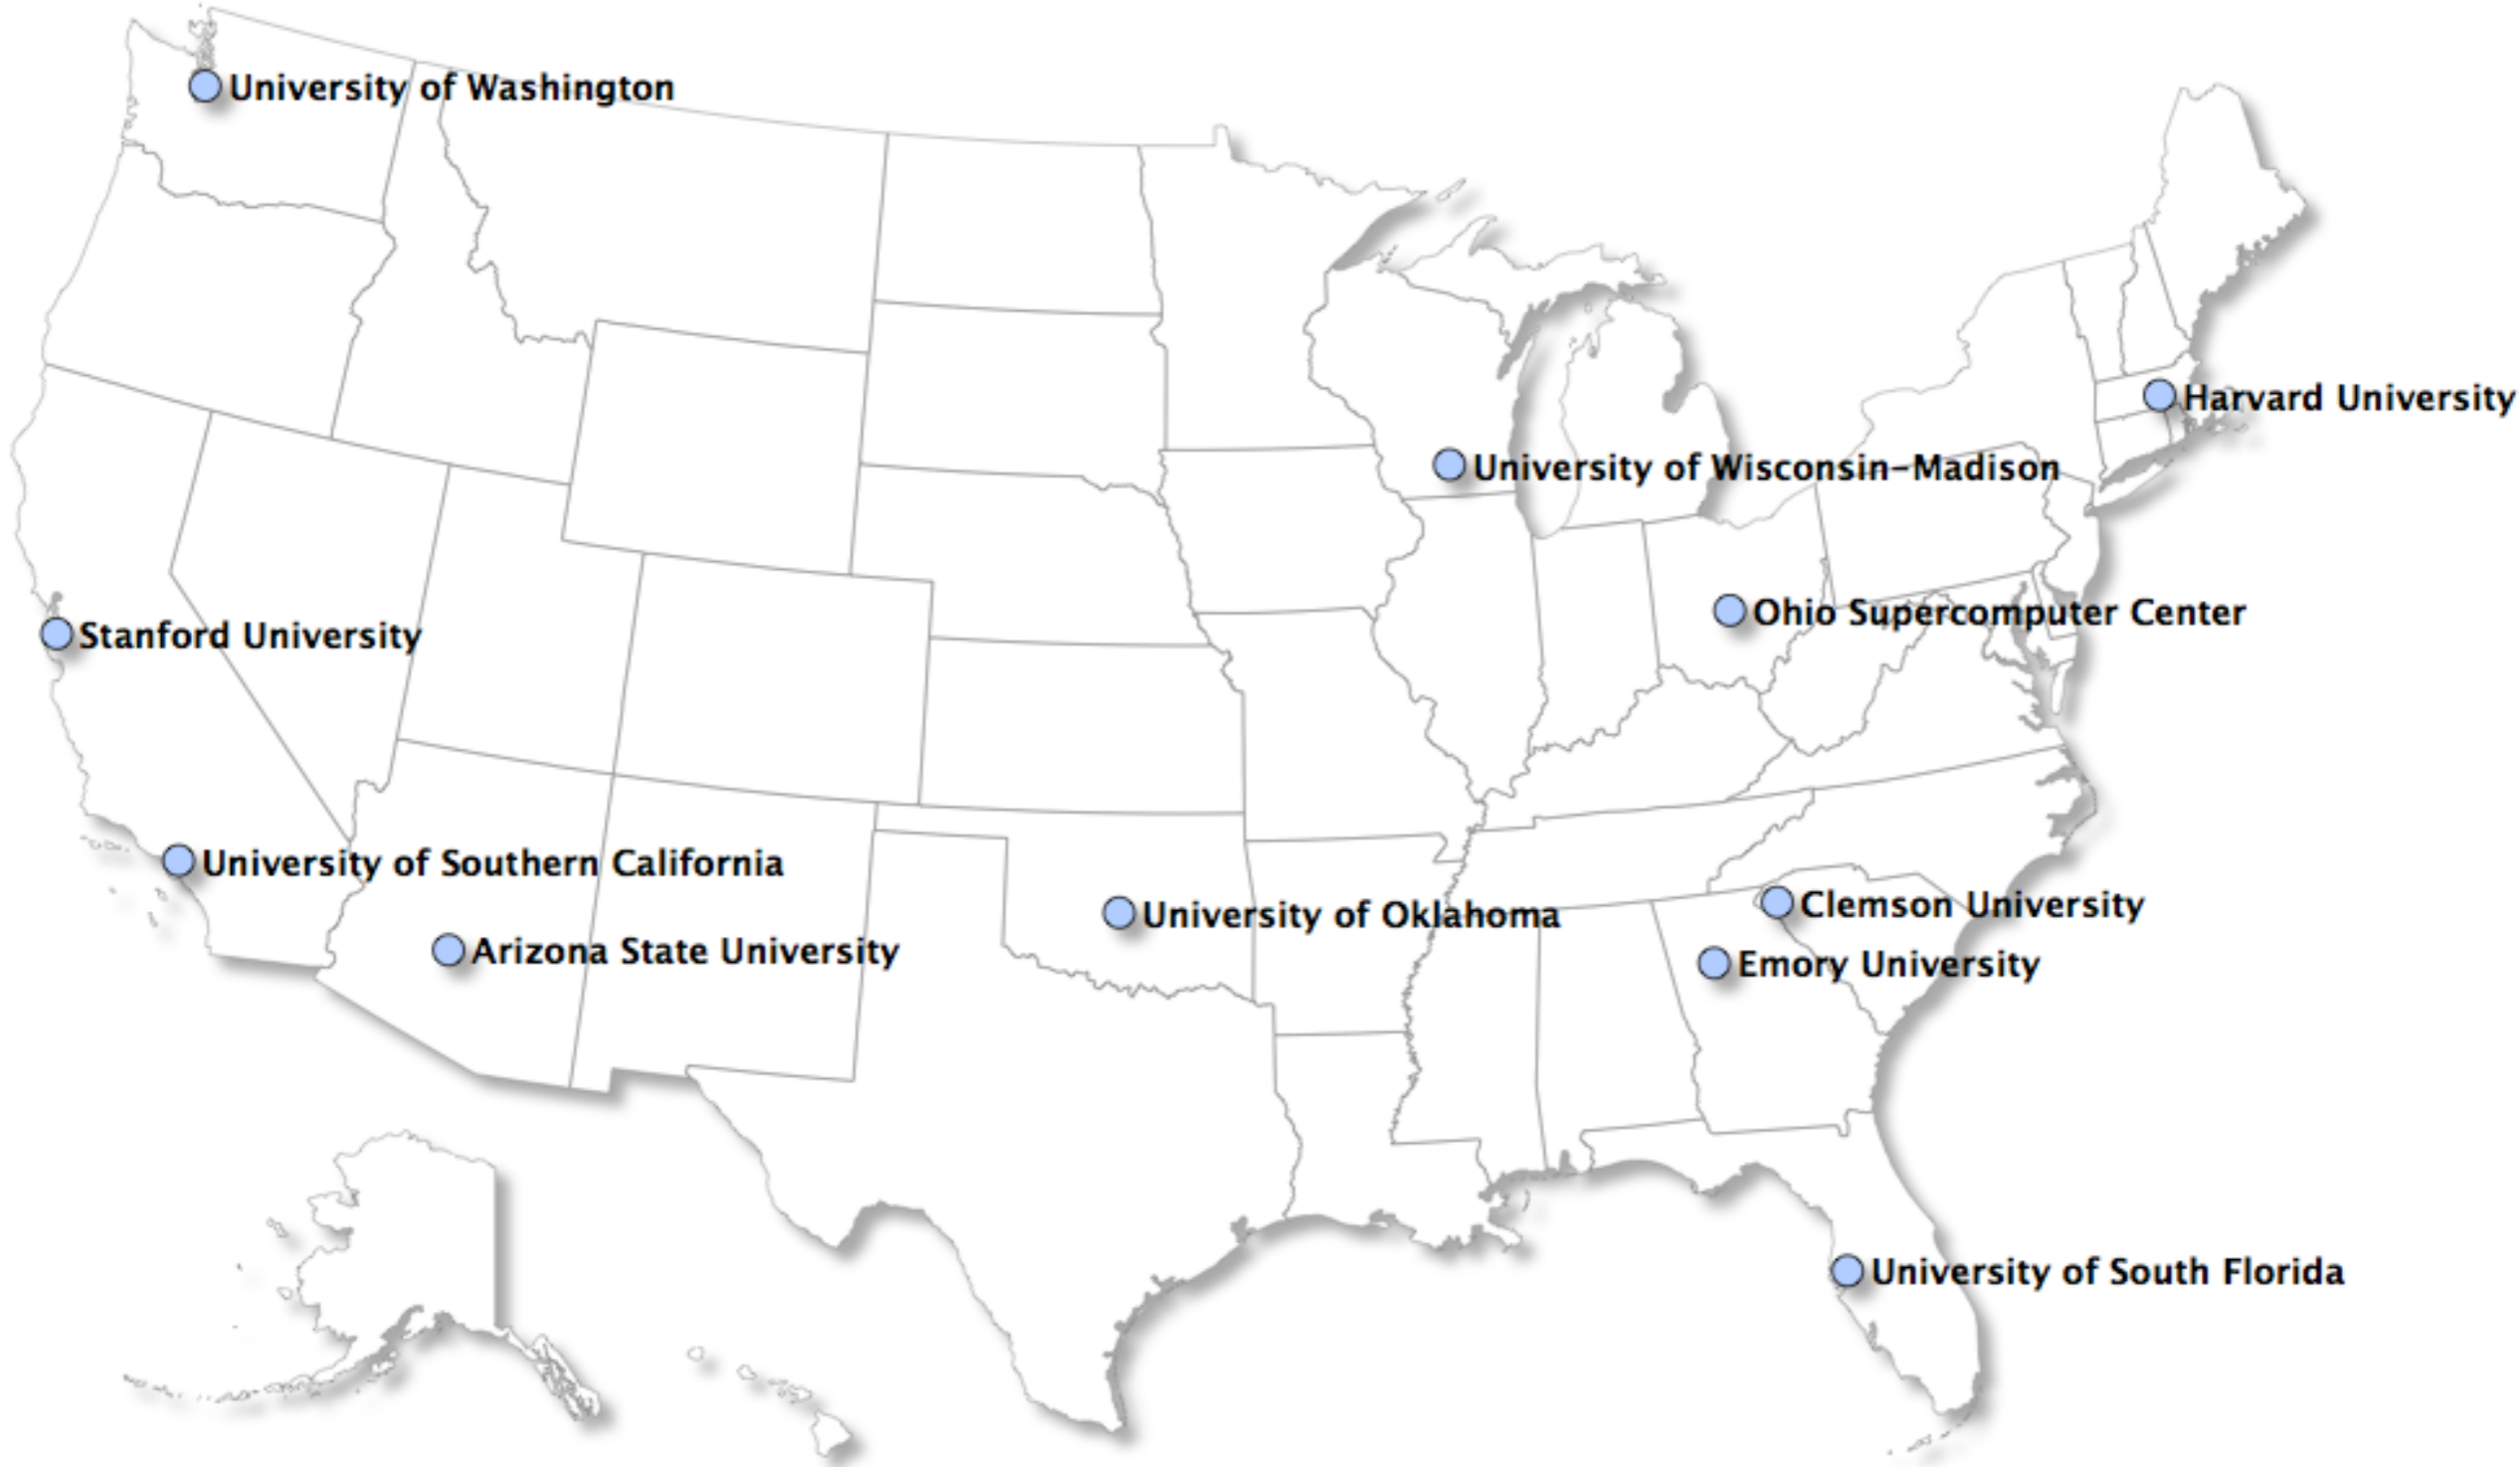 University of Washington
Harvard University
University of Wisconsin–Madison
Ohio Supercomputer Center
Stanford University
University of Southern California
Clemson University
University of Oklahoma
Arizona State University
Emory University
University of South Florida